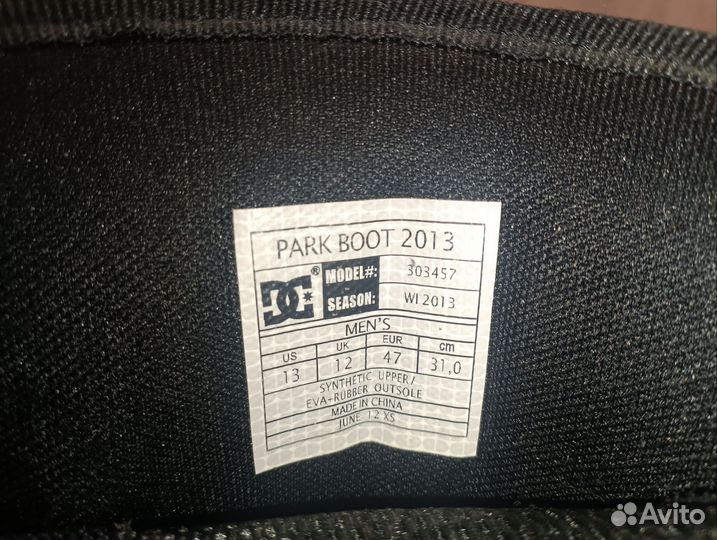 PARK BOOT 2013
DC ® MODEL#: 303457
SEASON: WI 2013
MEN'S
US UK EUR cm
13 12 47 31,0
SYNTHETIC UPPER/
EVA-RUBBER OUTSOLE
MADE IN CHINA
JUNE. 12 XS
Avito